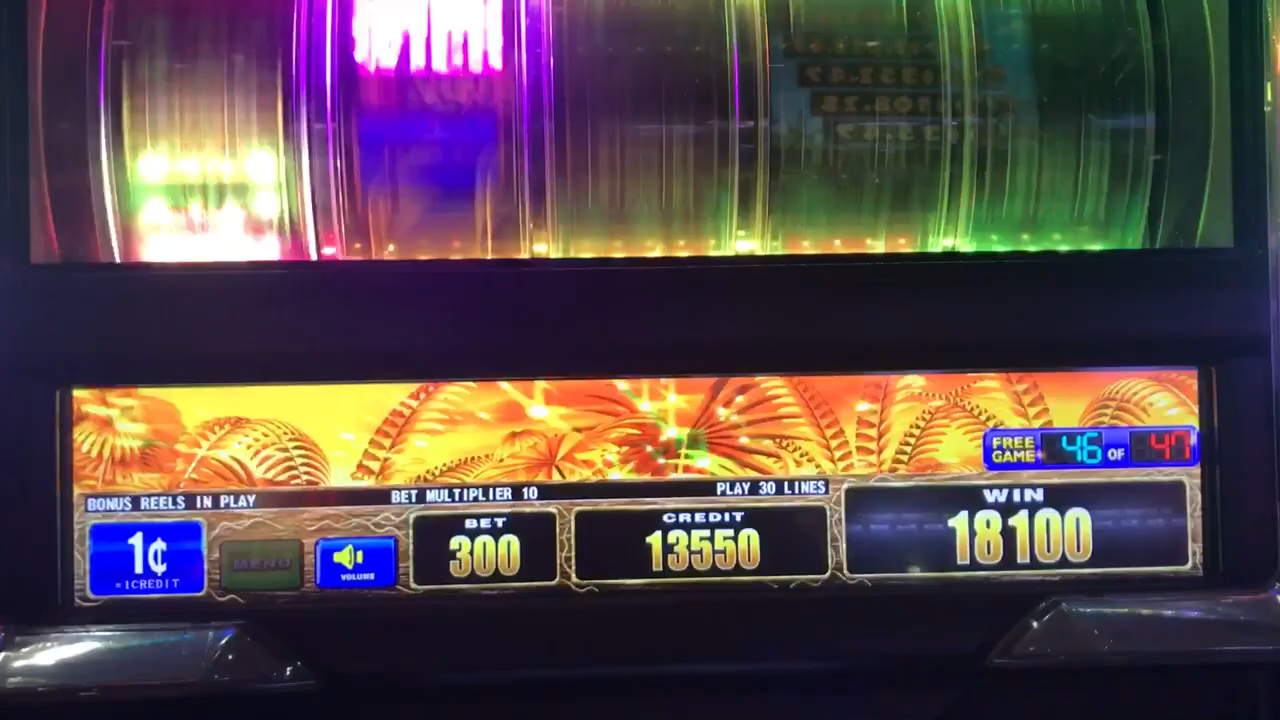 FREE GAME 46 OF 47
BONUS REELS IN PLAY
BET MULTIPLIER 10
PLAY 30 LINES
1¢
=1CREDIT
MENU
VOLUME
BET
300
CREDIT
13550
WIN
18100